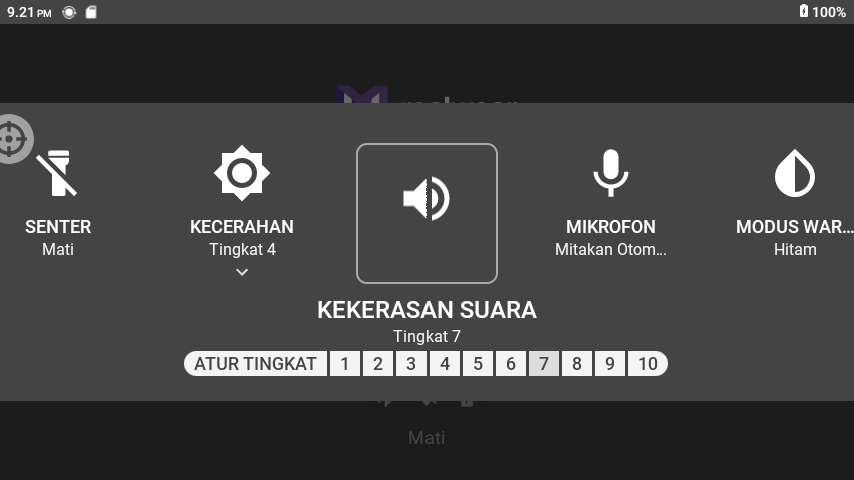 9.21 PM
100%
SENTER
Mati
KECERAHAN
Tingkat 4
MIKROFON
Mitakan Otom...
MODUS WAR...
Hitam
KEKERASAN SUARA
Tingkat 7
ATUR TINGKAT 1 2 3 4 5 6 7 8 9 10
Mati